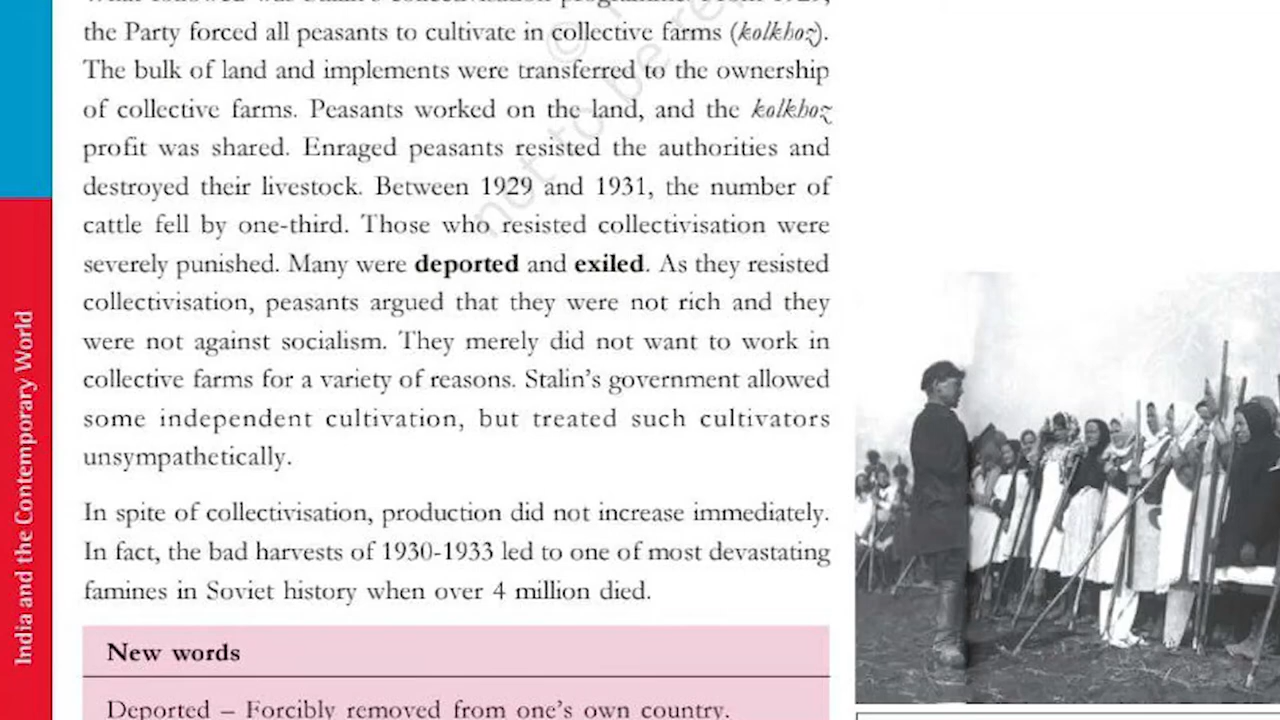 the Party forced all peasants to cultivate in collective farms (kolkhoz).
The bulk of land and implements were transferred to the ownership
of collective farms. Peasants worked on the land, and the kolkhoz
profit was shared. Enraged peasants resisted the authorities and
destroyed their livestock. Between 1929 and 1931, the number of
cattle fell by one-third. Those who resisted collectivisation were
severely punished. Many were deported and exiled. As they resisted
collectivisation, peasants argued that they were not rich and they
were not against socialism. They merely did not want to work in
collective farms for a variety of reasons. Stalin's government allowed
some independent cultivation, but treated such cultivators
unsympathetically.
In spite of collectivisation, production did not increase immediately.
In fact, the bad harvests of 1930-1933 led to one of most devastating
famines in Soviet history when over 4 million died.
New words
Deported – Forcibly removed from one's own country.
India and the Contemporary World
©
not to be re